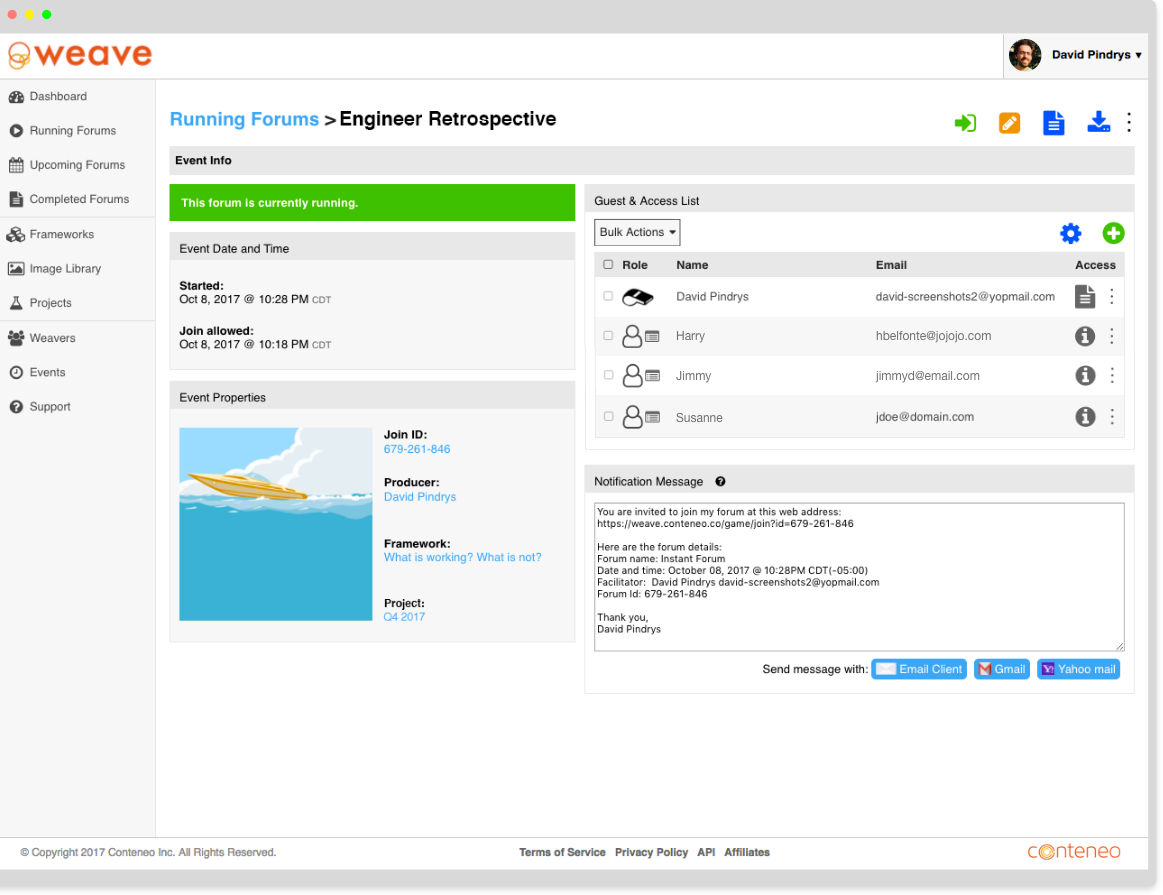 weave
David Pindrys ▾
Dashboard
Running Forums
Upcoming Forums
Completed Forums
Frameworks
Image Library
Projects
Weavers
Events
Support
Running Forums > Engineer Retrospective
Event Info
This forum is currently running.
Event Date and Time
Started:
Oct 8, 2017 @ 10:28 PM CDT
Join allowed:
Oct 8, 2017 @ 10:18 PM CDT
Event Properties
Join ID:
679-261-846
Producer:
David Pindrys
Framework:
What is working? What is not?
Project:
Q4 2017
Guest & Access List
Bulk Actions ▾
Role Name Email Access
David Pindrys david-screenshots2@yopmail.com
Harry hbelfonte@jojojo.com
Jimmy jimmyd@email.com
Susanne jdoe@domain.com
Notification Message
You are invited to join my forum at this web address:
https://weave.conteneo.co/game/join?id=679-261-846
Here are the forum details:
Forum name: Instant Forum
Date and time: October 08, 2017 @ 10:28PM CDT(-05:00)
Facilitator:  David Pindrys david-screenshots2@yopmail.com
Forum Id: 679-261-846
Thank you,
David Pindrys
Send message with: Email Client Gmail Yahoo mail
© Copyright 2017 Conteneo Inc. All Rights Reserved.
Terms of Service Privacy Policy API Affiliates
conteneo